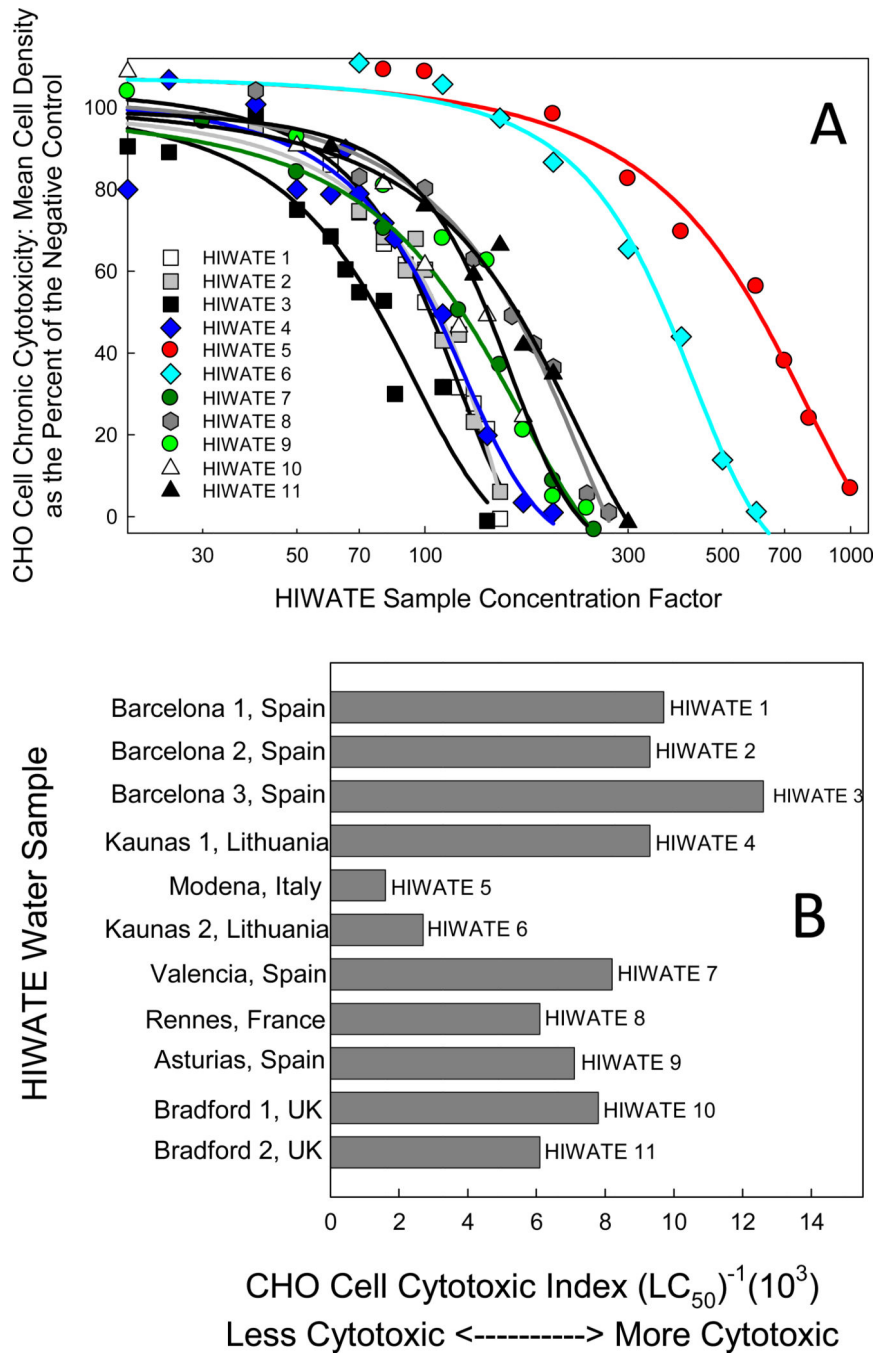 CHO Cell Chronic Cytotoxicity: Mean Cell Density
as the Percent of the Negative Control
A
100
80
60
40
20
0
HIWATE 1
HIWATE 2
HIWATE 3
HIWATE 4
HIWATE 5
HIWATE 6
HIWATE 7
HIWATE 8
HIWATE 9
HIWATE 10
HIWATE 11
30 50 70 100 300 500 700 1000
HIWATE Sample Concentration Factor
HIWATE Water Sample
Barcelona 1, Spain HIWATE 1
Barcelona 2, Spain HIWATE 2
Barcelona 3, Spain HIWATE 3
Kaunas 1, Lithuania HIWATE 4
Modena, Italy HIWATE 5
Kaunas 2, Lithuania HIWATE 6
B
Valencia, Spain HIWATE 7
Rennes, France HIWATE 8
Asturias, Spain HIWATE 9
Bradford 1, UK HIWATE 10
Bradford 2, UK HIWATE 11
0 2 4 6 8 10 12 14
CHO Cell Cytotoxic Index (LC₅₀)⁻¹(10³)
Less Cytotoxic <----------> More Cytotoxic